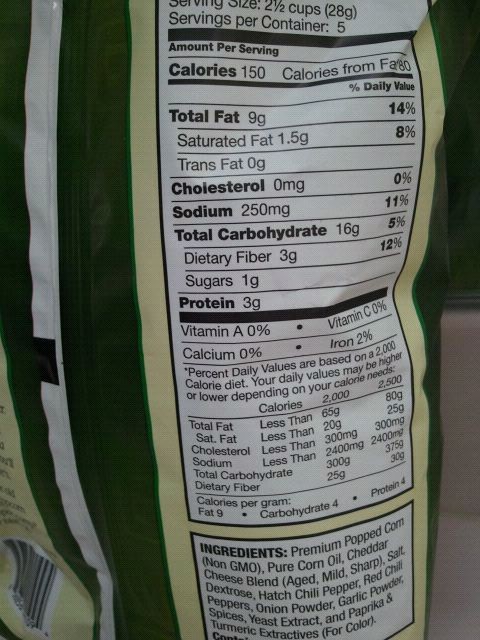 Serving Size: 2½ cups (28g)
Servings per Container: 5
Amount Per Serving
Calories 150 Calories from Fat 80
% Daily Value
Total Fat 9g 14%
Saturated Fat 1.5g 8%
Trans Fat 0g
Cholesterol 0mg 0%
Sodium 250mg 11%
Total Carbohydrate 16g 5%
Dietary Fiber 3g 12%
Sugars 1g
Protein 3g
Vitamin A 0% • Vitamin C 0%
Calcium 0% • Iron 2%
*Percent Daily Values are based on a 2,000
Calorie diet. Your daily values may be higher
or lower depending on your calorie needs:
Calories 2,000 2,500
Total Fat Less Than 65g 80g
Sat. Fat Less Than 20g 25g
Cholesterol Less Than 300mg 300mg
Sodium Less Than 2400mg 2400mg
Total Carbohydrate 300g 375g
Dietary Fiber 25g 30g
Calories per gram:
Fat 9 • Carbohydrate 4 • Protein 4
INGREDIENTS: Premium Popped Corn
(Non GMO), Pure Corn Oil, Cheddar
Cheese Blend (Aged, Mild, Sharp), Salt,
Dextrose, Hatch Chili Pepper, Red Chili
Peppers, Onion Powder, Garlic Powder,
Spices, Yeast Extract, and Paprika &
Turmeric Extractives (For Color).